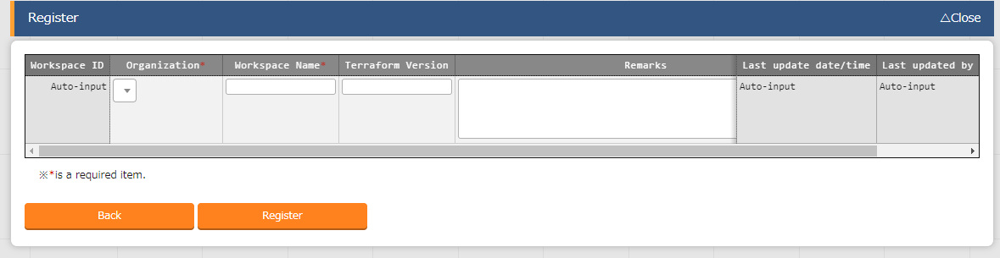 Register △Close
Workspace ID Organization* Workspace Name* Terraform Version Remarks Last update date/time Last updated by
Auto-input Auto-input Auto-input
※*is a required item.
Back Register